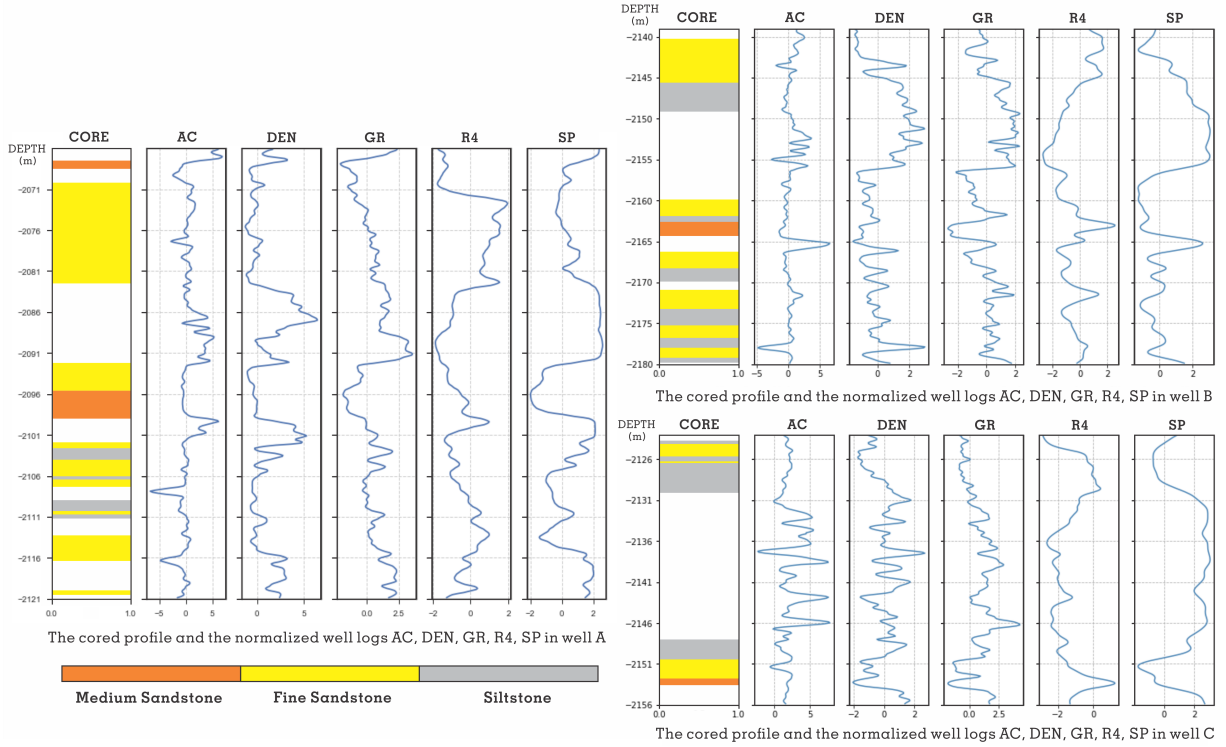 DEPTH
(m)
CORE AC DEN GR R4 SP
−2071
−2076
−2081
−2086
−2091
−2096
−2101
−2106
−2111
−2116
−2121
0.0 1.0 −5 0 5 0 5 0.0 2.5 −2 0 2 0 2
The cored profile and the normalized well logs AC, DEN, GR, R4, SP in well A
Medium Sandstone Fine Sandstone Siltstone
DEPTH
(m)
CORE AC DEN GR R4 SP
−2140
−2145
−2150
−2155
−2160
−2165
−2170
−2175
−2180
0.0 1.0 −5 0 5 0 −2 0 2 −2 0 2 0
The cored profile and the normalized well logs AC, DEN, GR, R4, SP in well B
DEPTH
(m)
CORE AC DEN GR R4 SP
−2126
−2131
−2136
−2141
−2146
−2151
−2156
0.0 1.0 0 5 −2 0 2 0.0 2.5 −2 0 0
The cored profile and the normalized well logs AC, DEN, GR, R4, SP in well C